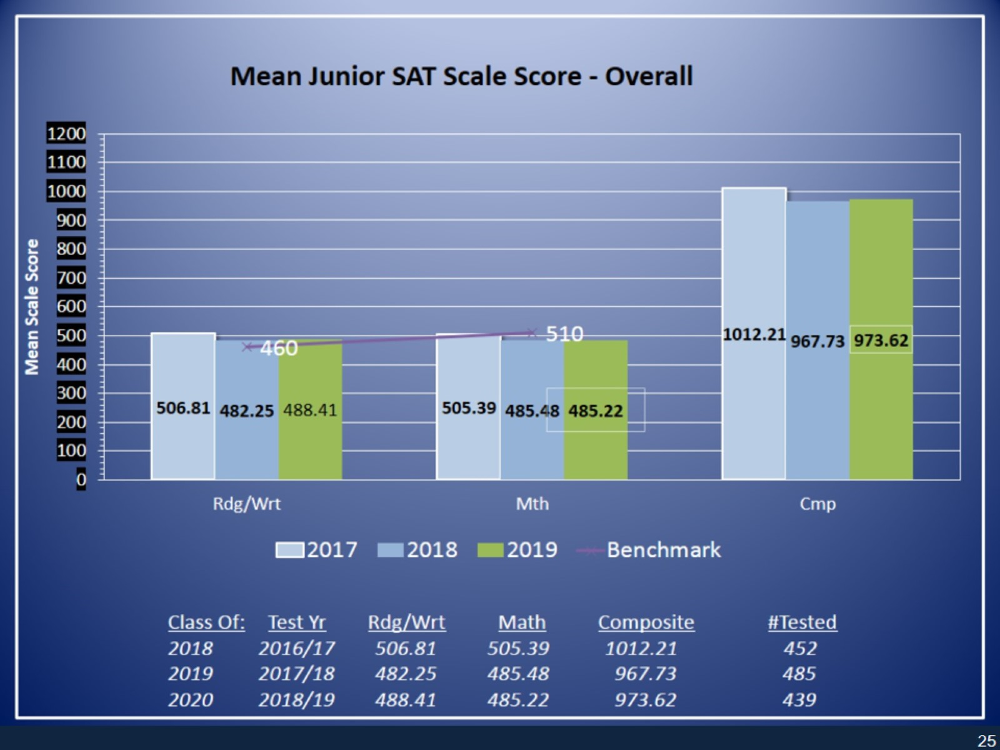 Mean Junior SAT Scale Score - Overall
Mean Scale Score
1200
1100
1000
900
800
700
600
500
400
300
200
100
0
460
510
506.81 482.25 488.41
505.39 485.48 485.22
1012.21 967.73 973.62
Rdg/Wrt Mth Cmp
2017 2018 2019 Benchmark
Class Of: Test Yr Rdg/Wrt Math Composite #Tested
2018 2016/17 506.81 505.39 1012.21 452
2019 2017/18 482.25 485.48 967.73 485
2020 2018/19 488.41 485.22 973.62 439
25